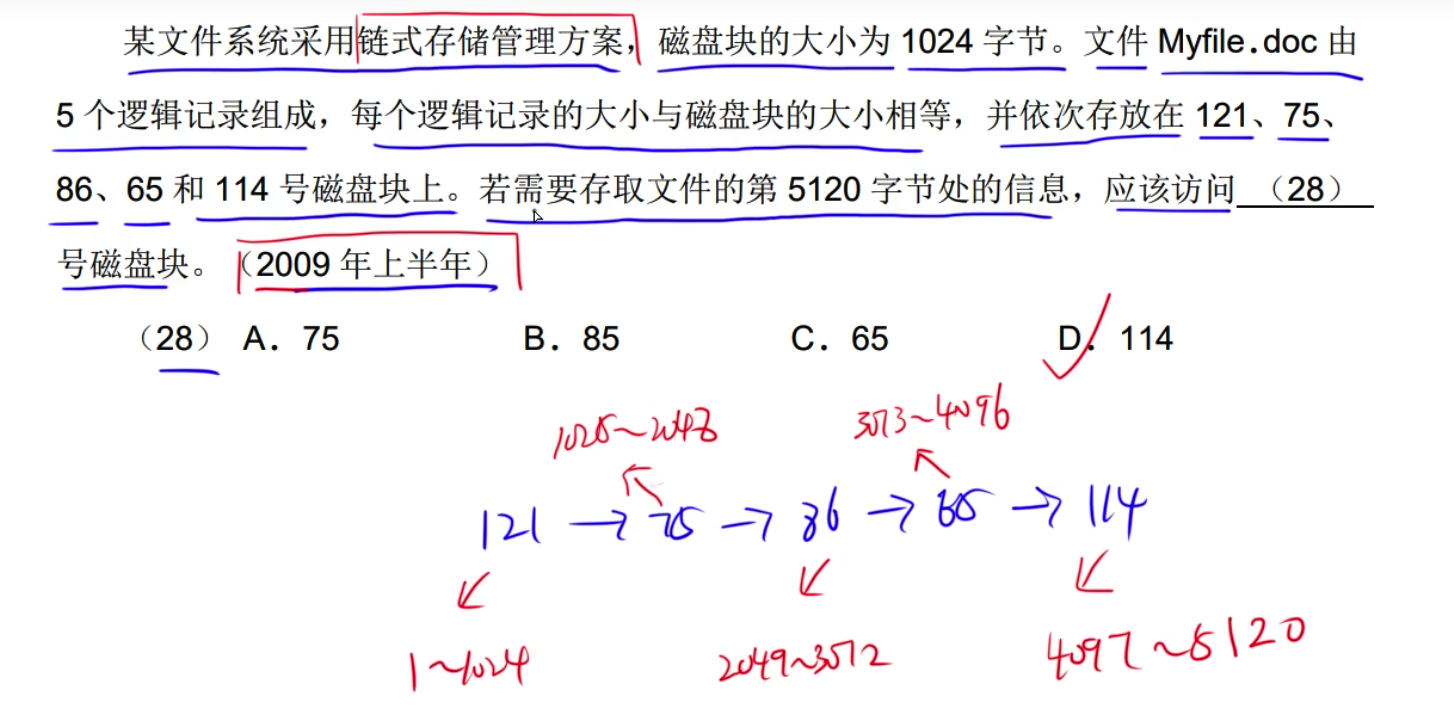 某文件系统采用链式存储管理方案，磁盘块的大小为 1024 字节。文件 Myfile.doc 由
5 个逻辑记录组成，每个逻辑记录的大小与磁盘块的大小相等，并依次存放在 121、75、
86、65 和 114 号磁盘块上。若需要存取文件的第 5120 字节处的信息，应该访问 （28）
号磁盘块。（2009 年上半年）
（28） A．75 B．85 C．65 D．114
1025~2048 3073~4096
121 → 75 → 86 → 65 → 114
1~1024 2049~3072 4097~5120